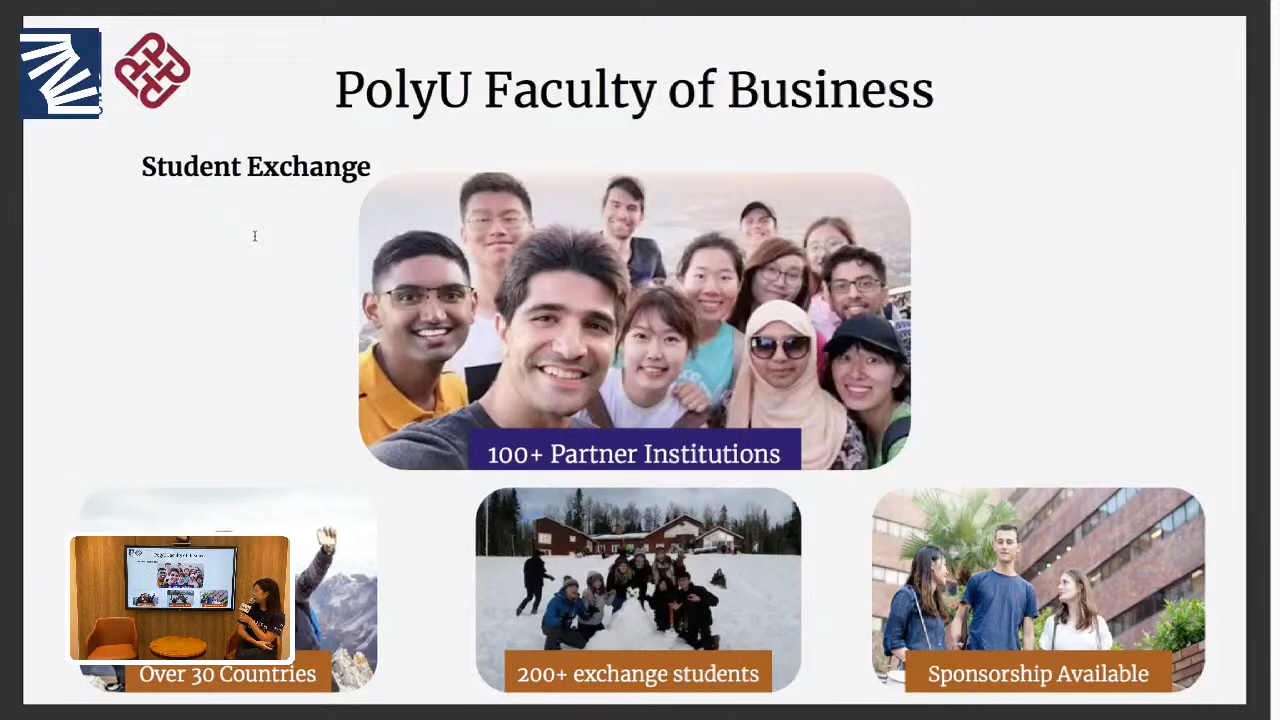 PolyU Faculty of Business
Student Exchange
100+ Partner Institutions
Over 30 Countries
200+ exchange students
Sponsorship Available